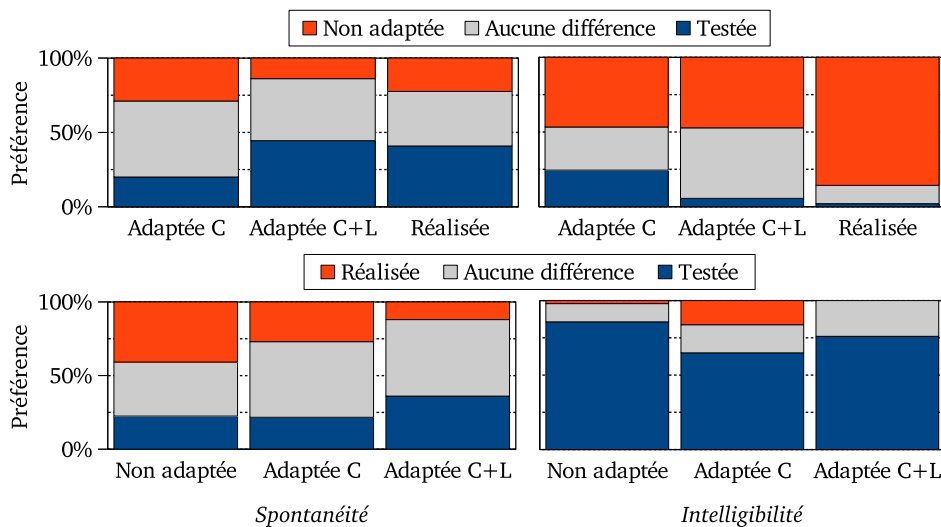 Non adaptée Aucune différence Testée
100%
50%
0%
Préférence
Adaptée C Adaptée C+L Réalisée
Adaptée C Adaptée C+L Réalisée
Réalisée Aucune différence Testée
100%
50%
0%
Préférence
Non adaptée Adaptée C Adaptée C+L
Non adaptée Adaptée C Adaptée C+L
Spontanéité
Intelligibilité